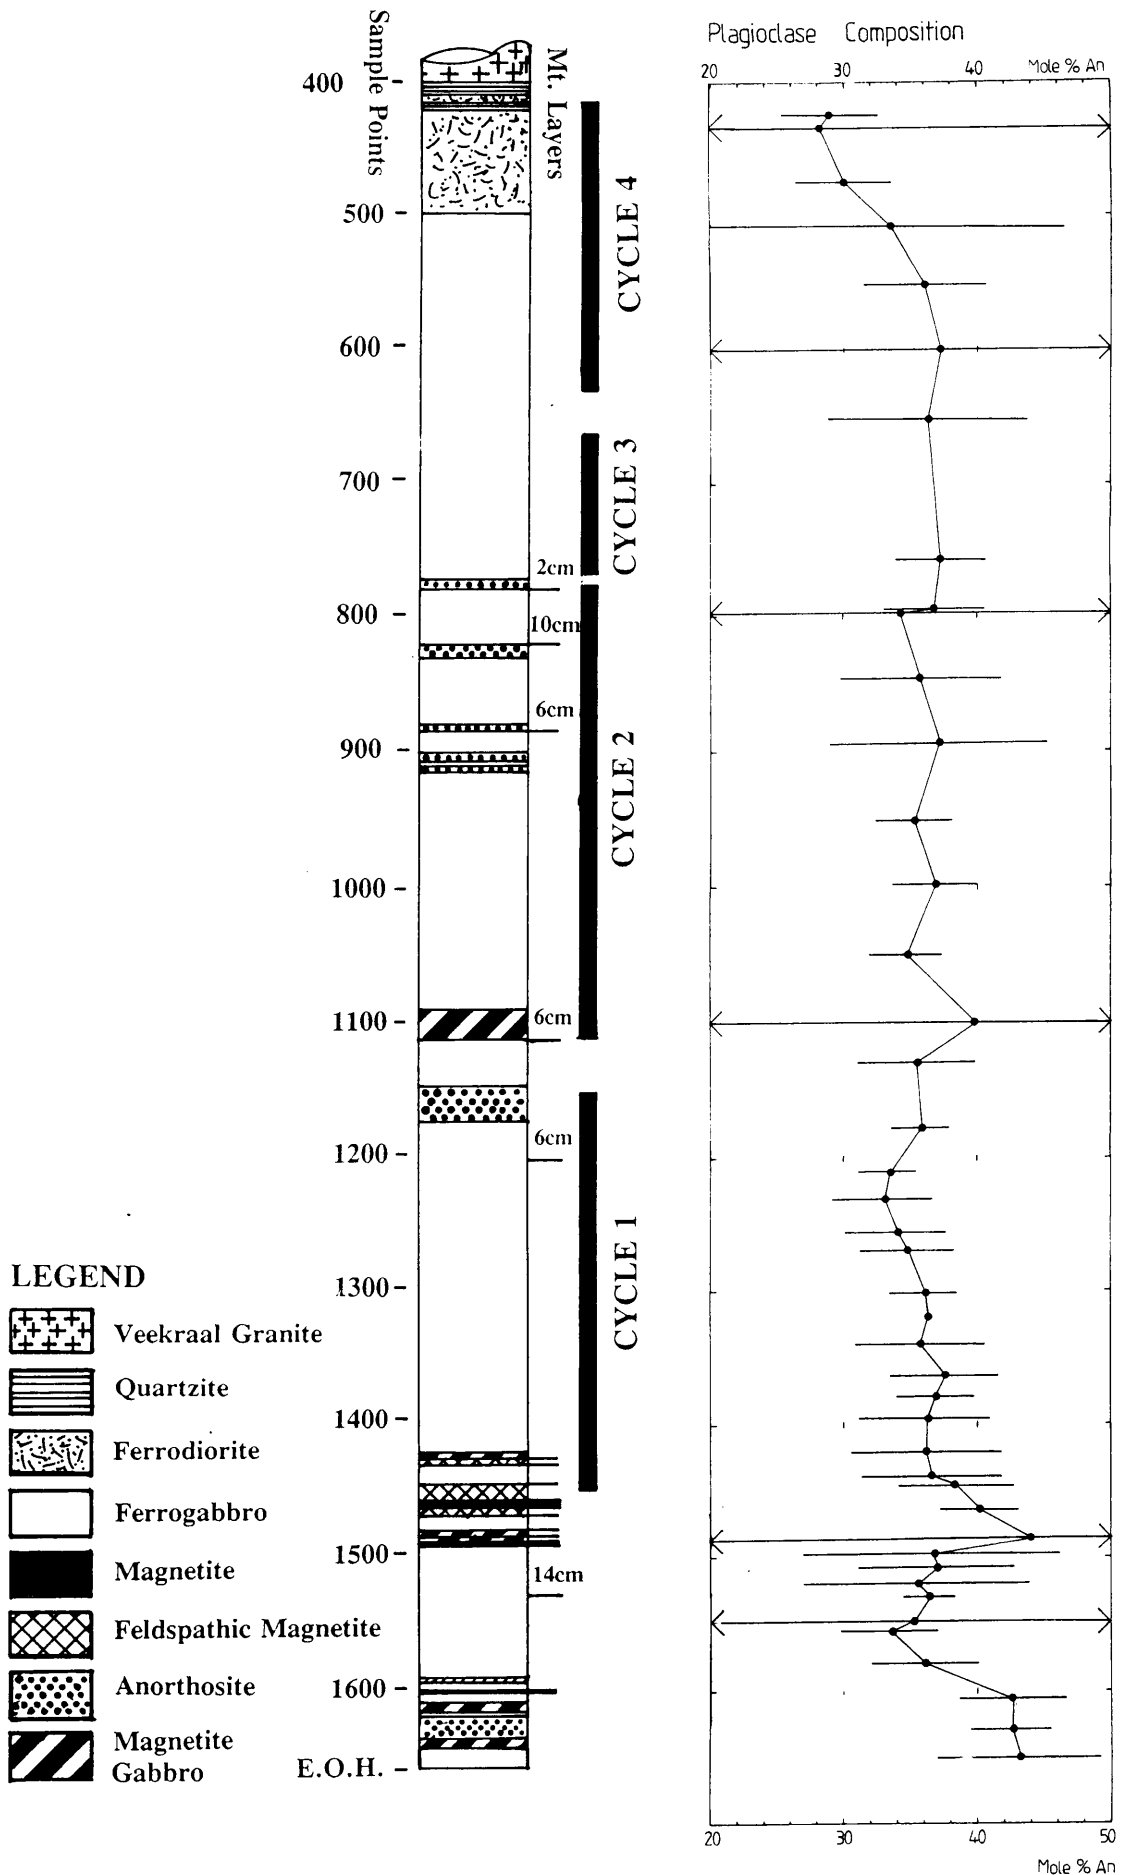 Sample Points
Mt. Layers
400
500
600
700
800
900
1000
1100
1200
1300
1400
1500
1600
E.O.H.
2cm
10cm
6cm
6cm
6cm
14cm
CYCLE 4
CYCLE 3
CYCLE 2
CYCLE 1
Plagioclase Composition
20 30 40 Mole % An
20 30 40 50
Mole % An
LEGEND
Veekraal Granite
Quartzite
Ferrodiorite
Ferrogabbro
Magnetite
Feldspathic Magnetite
Anorthosite
Magnetite
Gabbro